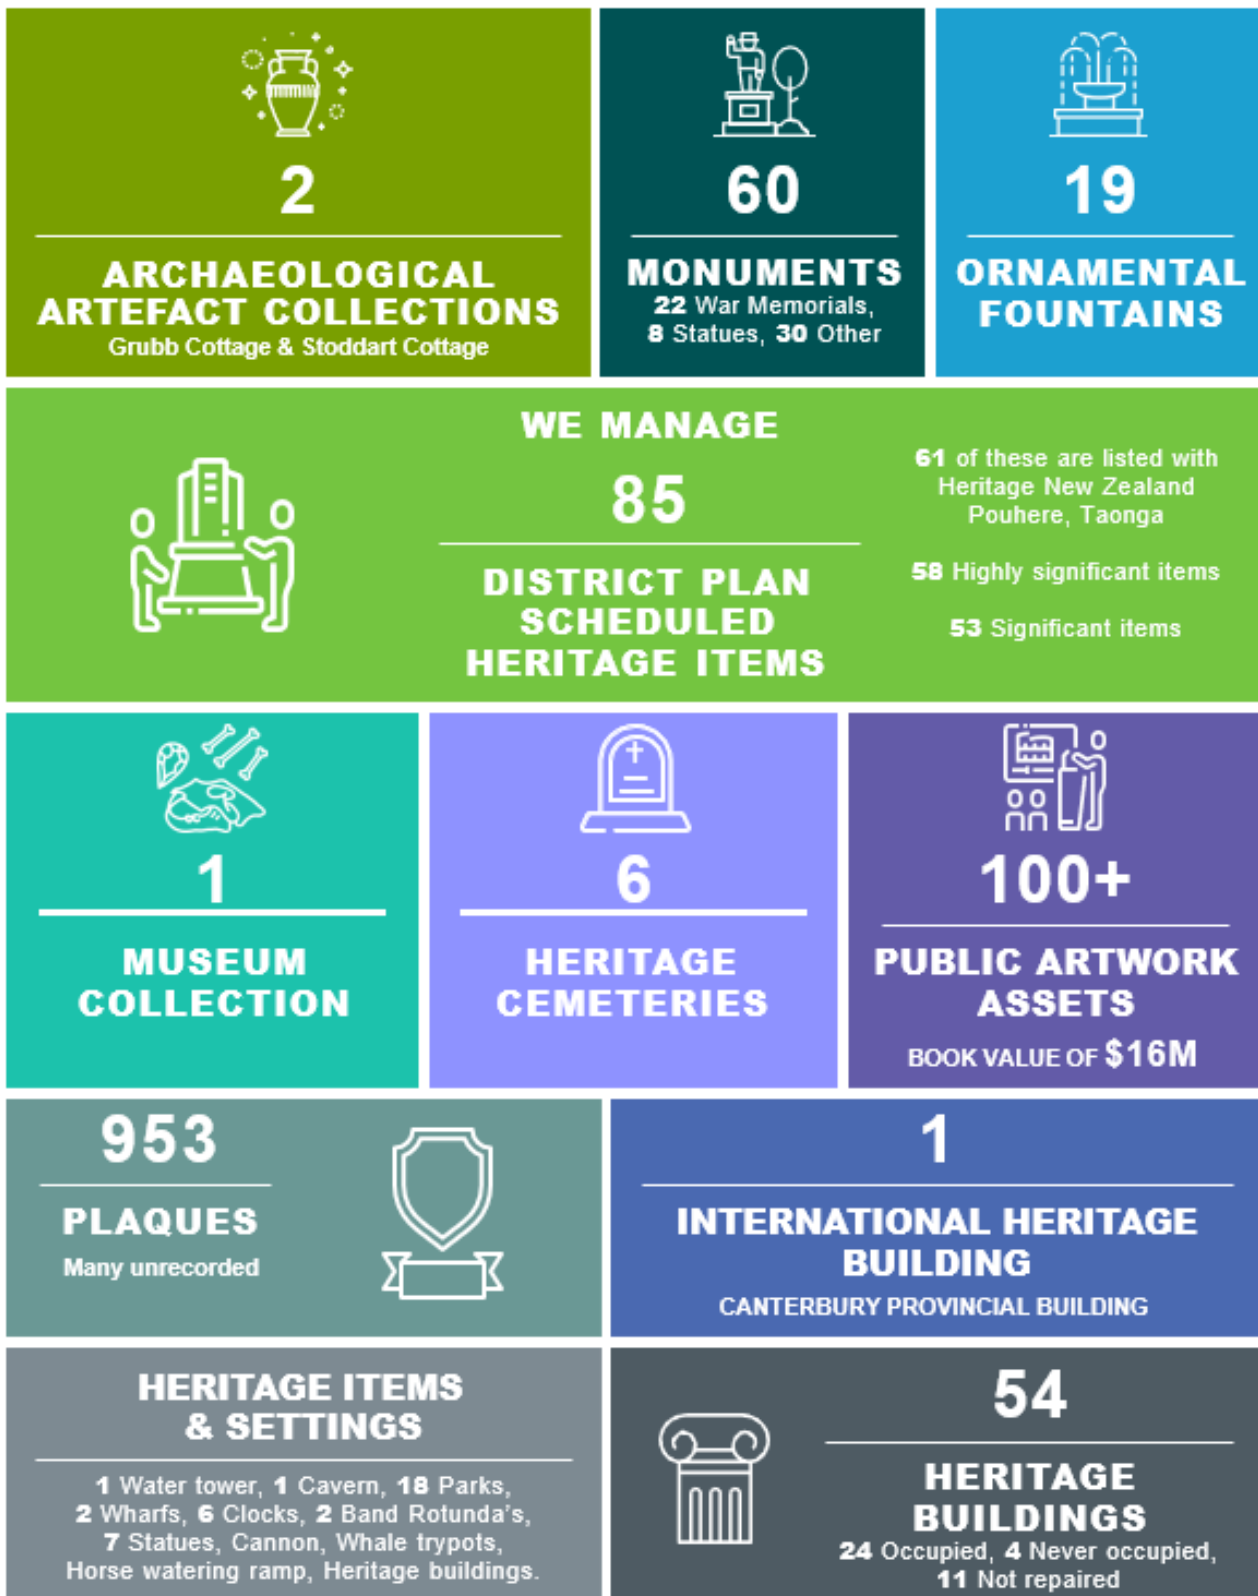 2
ARCHAEOLOGICAL
ARTEFACT COLLECTIONS
Grubb Cottage & Stoddart Cottage
60
MONUMENTS
22 War Memorials,
8 Statues, 30 Other
19
ORNAMENTAL
FOUNTAINS
WE MANAGE
85
DISTRICT PLAN
SCHEDULED
HERITAGE ITEMS
61 of these are listed with
Heritage New Zealand
Pouhere, Taonga
58 Highly significant items
53 Significant items
1
MUSEUM
COLLECTION
6
HERITAGE
CEMETERIES
100+
PUBLIC ARTWORK
ASSETS
BOOK VALUE OF $16M
953
PLAQUES
Many unrecorded
1
INTERNATIONAL HERITAGE
BUILDING
CANTERBURY PROVINCIAL BUILDING
HERITAGE ITEMS
& SETTINGS
1 Water tower, 1 Cavern, 18 Parks,
2 Wharfs, 6 Clocks, 2 Band Rotunda's,
7 Statues, Cannon, Whale trypots,
Horse watering ramp, Heritage buildings.
54
HERITAGE
BUILDINGS
24 Occupied, 4 Never occupied,
11 Not repaired